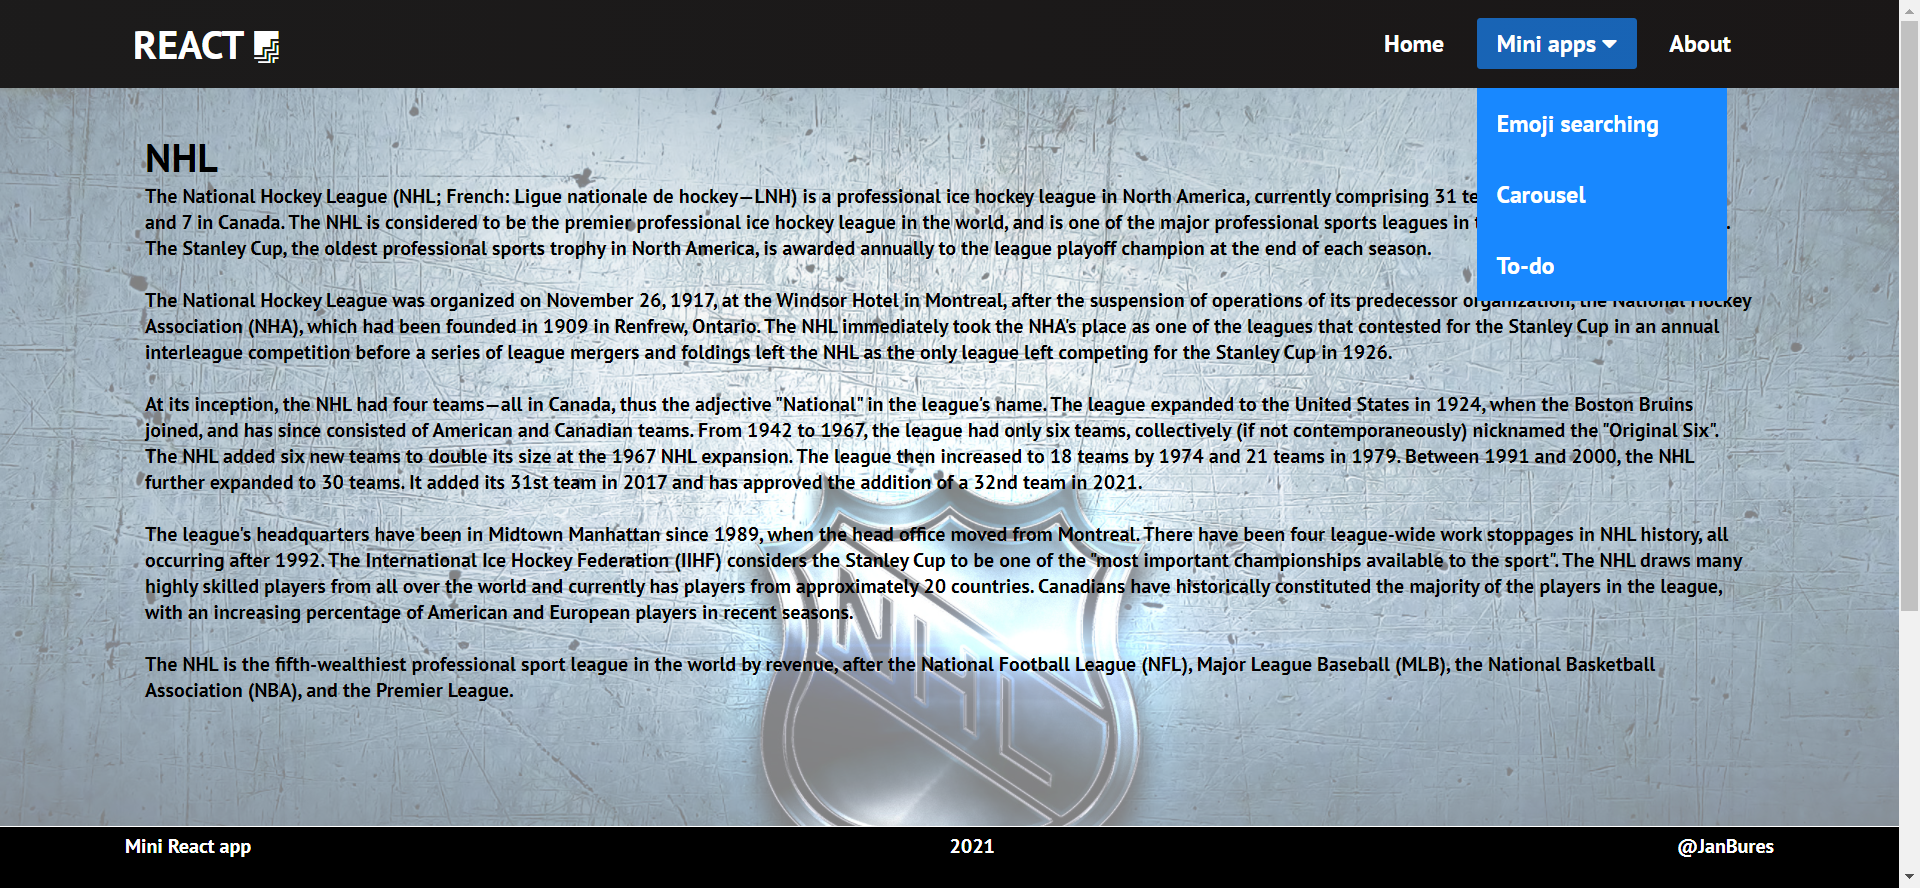 REACT
Home
Mini apps
About
Emoji searching
Carousel
To-do
NHL
The National Hockey League (NHL; French: Ligue nationale de hockey—LNH) is a professional ice hockey league in North America, currently comprising 31
and 7 in Canada. The NHL is considered to be the premier professional ice hockey league in the world, and is one of the major professional sports leagues in
The Stanley Cup, the oldest professional sports trophy in North America, is awarded annually to the league playoff champion at the end of each season.
The National Hockey League was organized on November 26, 1917, at the Windsor Hotel in Montreal, after the suspension of operations of its predecessor organization, the National Hockey
Association (NHA), which had been founded in 1909 in Renfrew, Ontario. The NHL immediately took the NHA's place as one of the leagues that contested for the Stanley Cup in an annual
interleague competition before a series of league mergers and foldings left the NHL as the only league left competing for the Stanley Cup in 1926.
At its inception, the NHL had four teams—all in Canada, thus the adjective "National" in the league's name. The league expanded to the United States in 1924, when the Boston Bruins
joined, and has since consisted of American and Canadian teams. From 1942 to 1967, the league had only six teams, collectively (if not contemporaneously) nicknamed the "Original Six".
The NHL added six new teams to double its size at the 1967 NHL expansion. The league then increased to 18 teams by 1974 and 21 teams in 1979. Between 1991 and 2000, the NHL
further expanded to 30 teams. It added its 31st team in 2017 and has approved the addition of a 32nd team in 2021.
The league's headquarters have been in Midtown Manhattan since 1989, when the head office moved from Montreal. There have been four league-wide work stoppages in NHL history, all
occurring after 1992. The International Ice Hockey Federation (IIHF) considers the Stanley Cup to be one of the "most important championships available to the sport". The NHL draws many
highly skilled players from all over the world and currently has players from approximately 20 countries. Canadians have historically constituted the majority of the players in the league,
with an increasing percentage of American and European players in recent seasons.
The NHL is the fifth-wealthiest professional sport league in the world by revenue, after the National Football League (NFL), Major League Baseball (MLB), the National Basketball
Association (NBA), and the Premier League.
NHL
Mini React app
2021
@JanBures